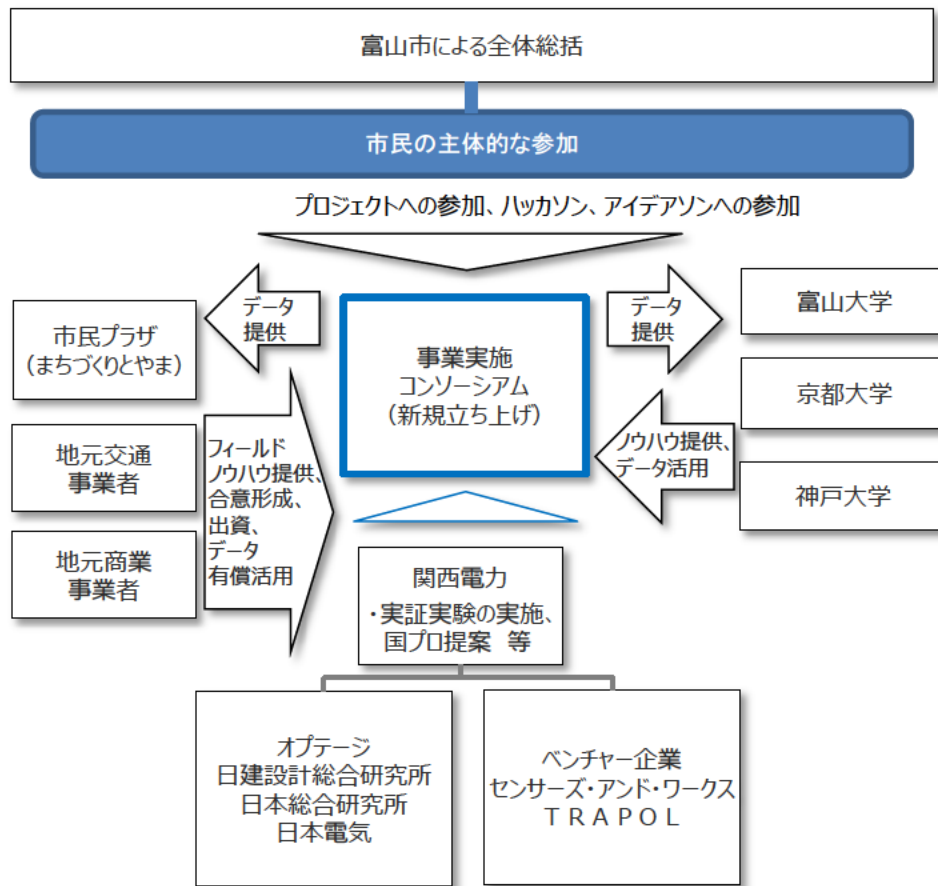 富山市による全体総括
市民の主体的な参加
プロジェクトへの参加、ハッカソン、アイデアソンへの参加
データ
提供
市民プラザ
（まちづくりとやま）
地元交通
事業者
地元商業
事業者
フィールド
ノウハウ提供、
合意形成、
出資、
データ
有償活用
事業実施
コンソーシアム
（新規立ち上げ）
データ
提供
ノウハウ提供、
データ活用
富山大学
京都大学
神戸大学
関西電力
・実証実験の実施、
国プロ提案　等
オプテージ
日建設計総合研究所
日本総合研究所
日本電気
ベンチャー企業
センサーズ・アンド・ワークス
ＴＲＡＰＯＬ